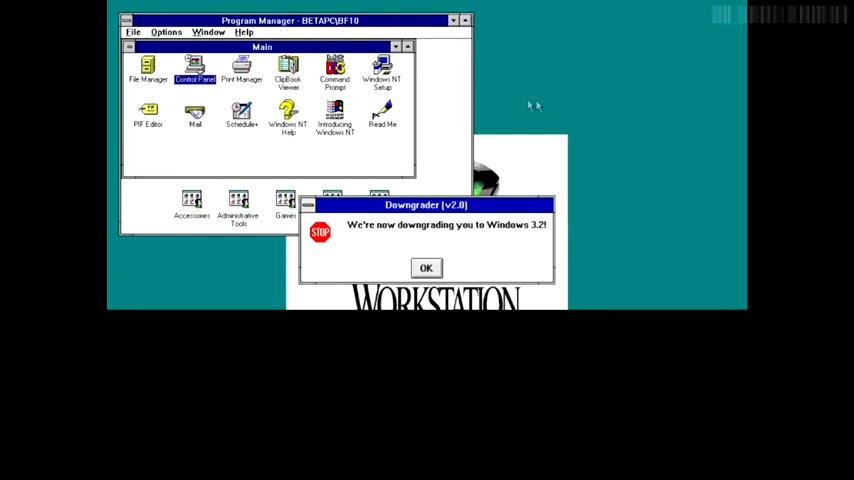 Program Manager - BETAPC\BF10
File Options Window Help
Main
File Manager
Control Panel
Print Manager
ClipBook Viewer
Command Prompt
Windows NT Setup
PIF Editor
Mail
Schedule+
Windows NT Help
Introducing Windows NT
Read Me
Accessories
Administrative Tools
Games
Downgrader (v2.0)
STOP
We're now downgrading you to Windows 3.2!
OK
WORKSTATION